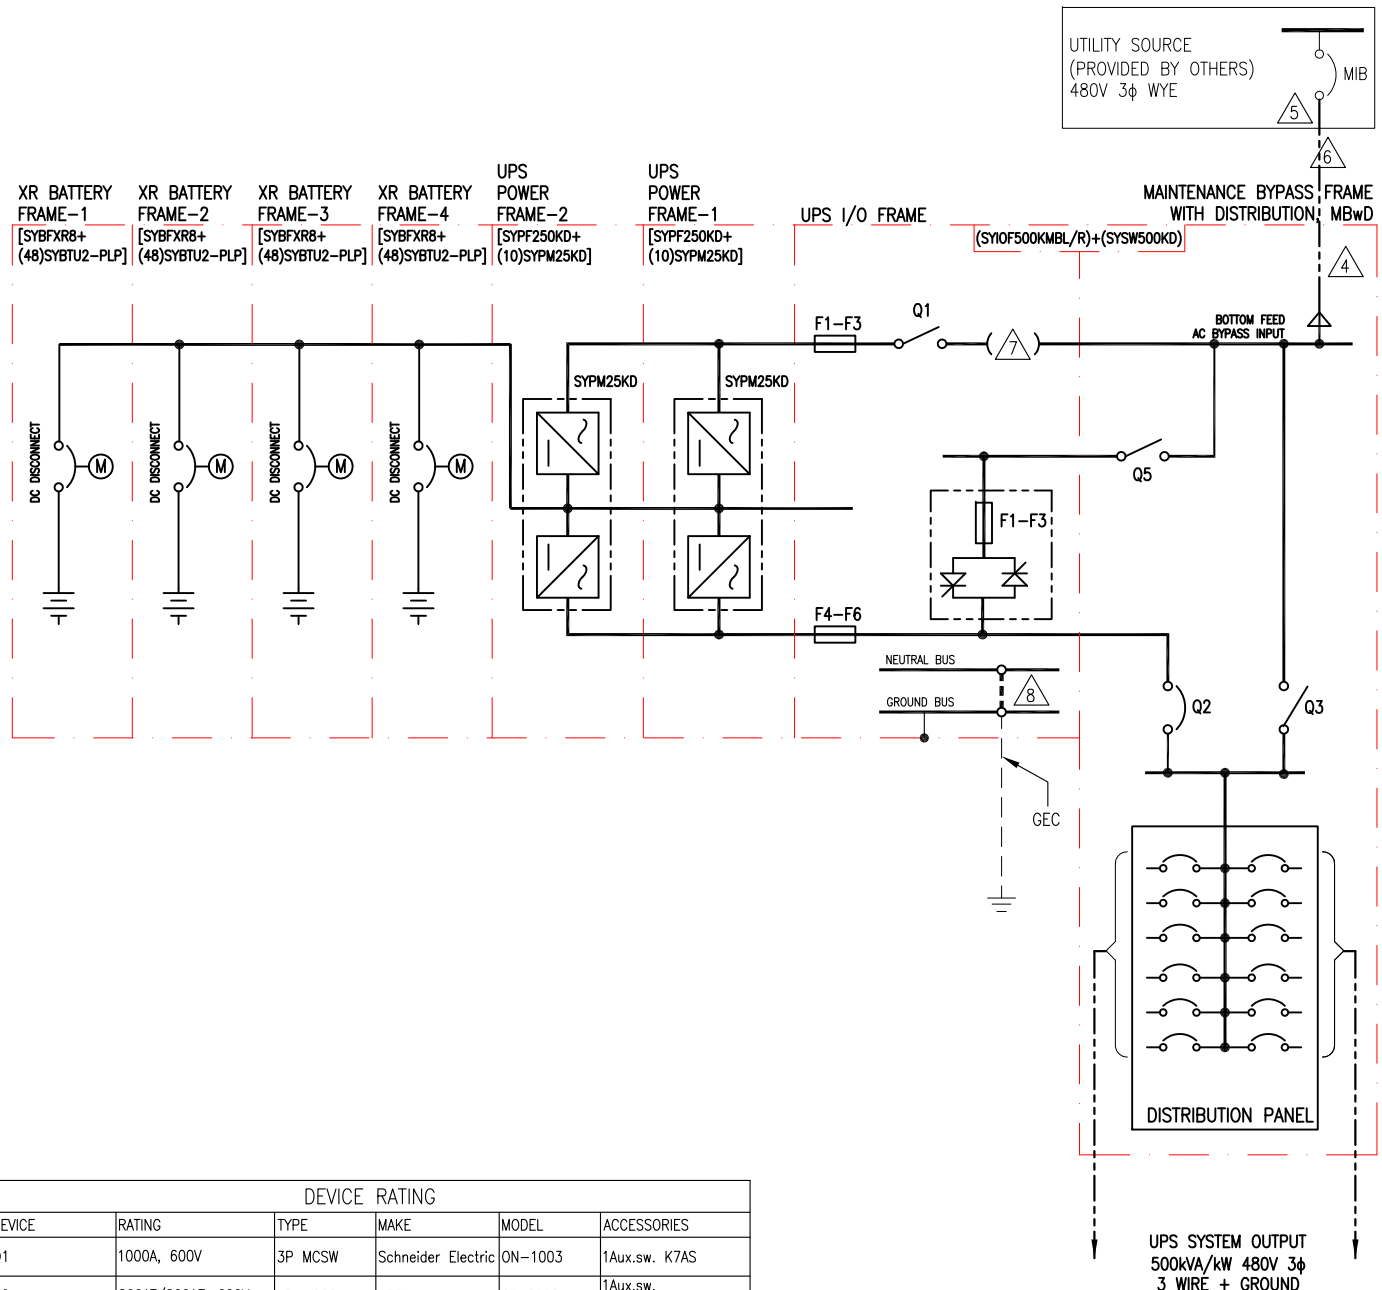 UTILITY SOURCE
(PROVIDED BY OTHERS)
480V 3ϕ WYE
MIB
5
6
MAINTENANCE BYPASS FRAME
WITH DISTRIBUTION, MBwD
4
XR BATTERY
FRAME-1
[SYBFXR8+
(48)SYBTU2-PLP]
XR BATTERY
FRAME-2
[SYBFXR8+
(48)SYBTU2-PLP]
XR BATTERY
FRAME-3
[SYBFXR8+
(48)SYBTU2-PLP]
XR BATTERY
FRAME-4
[SYBFXR8+
(48)SYBTU2-PLP]
UPS
POWER
FRAME-2
[SYPF250KD+
(10)SYPM25KD]
UPS
POWER
FRAME-1
[SYPF250KD+
(10)SYPM25KD]
UPS I/O FRAME
(SYIOF500KMBL/R)+(SYSW500KD)
F1-F3
Q1
7
BOTTOM FEED
AC BYPASS INPUT
SYPM25KD
SYPM25KD
DC DISCONNECT
M
DC DISCONNECT
M
DC DISCONNECT
M
DC DISCONNECT
M
Q5
F1-F3
F4-F6
NEUTRAL BUS
GROUND BUS
8
Q2
Q3
GEC
DISTRIBUTION PANEL
UPS SYSTEM OUTPUT
500kVA/kW 480V 3ϕ
3 WIRE + GROUND
DEVICE RATING
EVICE RATING TYPE MAKE MODEL ACCESSORIES
1000A, 600V 3P MCSW Schneider Electric ON-1003 1Aux.sw. K7AS
1Aux.sw.